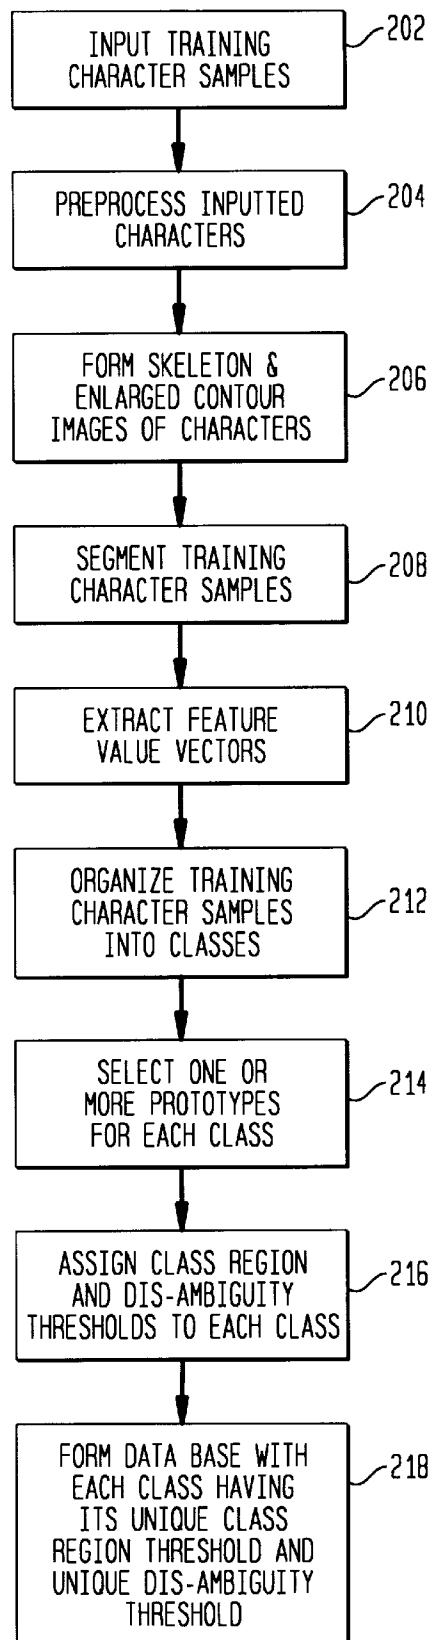 INPUT TRAINING
CHARACTER SAMPLES
202
PREPROCESS INPUTTED
CHARACTERS
204
FORM SKELETON &
ENLARGED CONTOUR
IMAGES OF CHARACTERS
206
SEGMENT TRAINING
CHARACTER SAMPLES
208
EXTRACT FEATURE
VALUE VECTORS
210
ORGANIZE TRAINING
CHARACTER SAMPLES
INTO CLASSES
212
SELECT ONE OR
MORE PROTOTYPES
FOR EACH CLASS
214
ASSIGN CLASS REGION
AND DIS-AMBIGUITY
THRESHOLDS TO EACH CLASS
216
FORM DATA BASE WITH
EACH CLASS HAVING
ITS UNIQUE CLASS
REGION THRESHOLD AND
UNIQUE DIS-AMBIGUITY
THRESHOLD
218